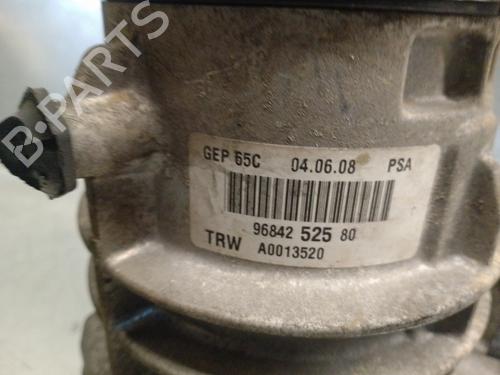 B-PARTS
GEP 65C 04.06.08 PSA
96842 525 80
TRW A0013520